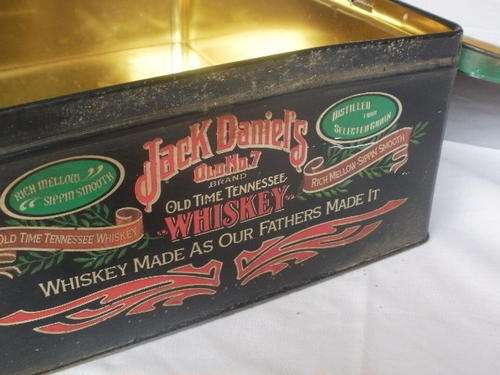 RICH MELLOW
SIPPIN' SMOOTH
OLD TIME TENNESSEE WHISKEY
Jack Daniel's
OLD No. 7
BRAND
OLD TIME TENNESSEE
"WHISKEY"
DISTILLED FROM
SELECTED GRAIN
RICH MELLOW SIPPIN' SMOOTH
WHISKEY MADE AS OUR FATHERS MADE IT